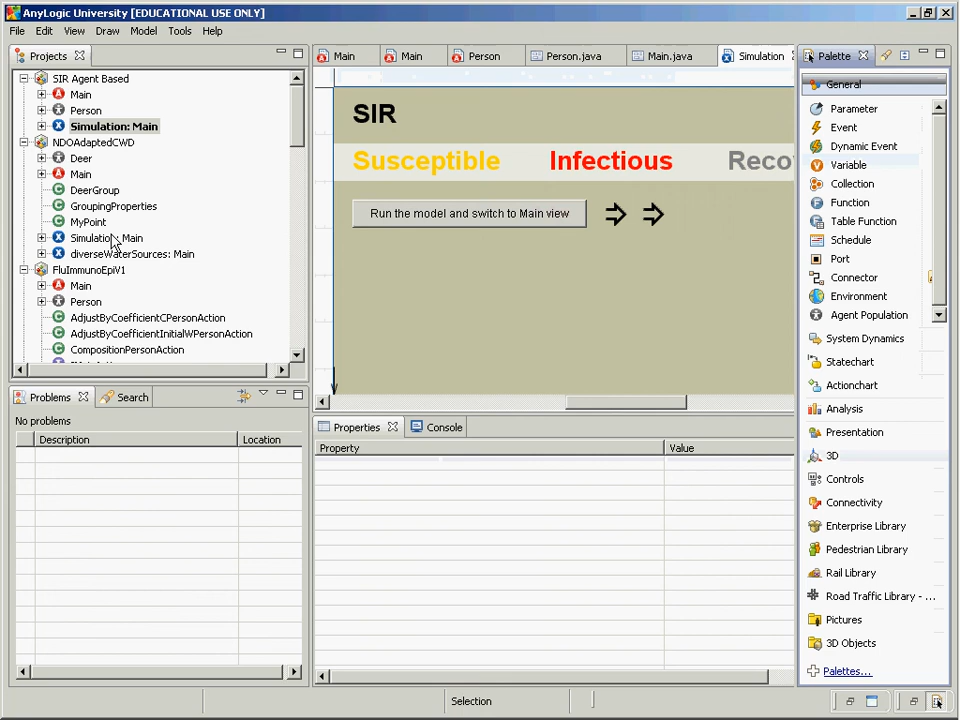 AnyLogic University [EDUCATIONAL USE ONLY]
File Edit View Draw Model Tools Help
Projects
SIR Agent Based
Main
Person
Simulation: Main
NDOAdaptedCWD
Deer
Main
DeerGroup
GroupingProperties
MyPoint
Simulation: Main
diverseWaterSources: Main
FluImmunoEpiV1
Main
Person
AdjustByCoefficientCPersonAction
AdjustByCoefficientInitialWPersonAction
CompositionPersonAction
Problems Search
No problems
Description Location
Main Main Person Person.java Main.java Simulation
SIR
Susceptible Infectious Reco
Run the model and switch to Main view
Properties Console
Property Value
Palette
General
Parameter
Event
Dynamic Event
Variable
Collection
Function
Table Function
Schedule
Port
Connector
Environment
Agent Population
System Dynamics
Statechart
Actionchart
Analysis
Presentation
3D
Controls
Connectivity
Enterprise Library
Pedestrian Library
Rail Library
Road Traffic Library - ...
Pictures
3D Objects
Palettes...
Selection